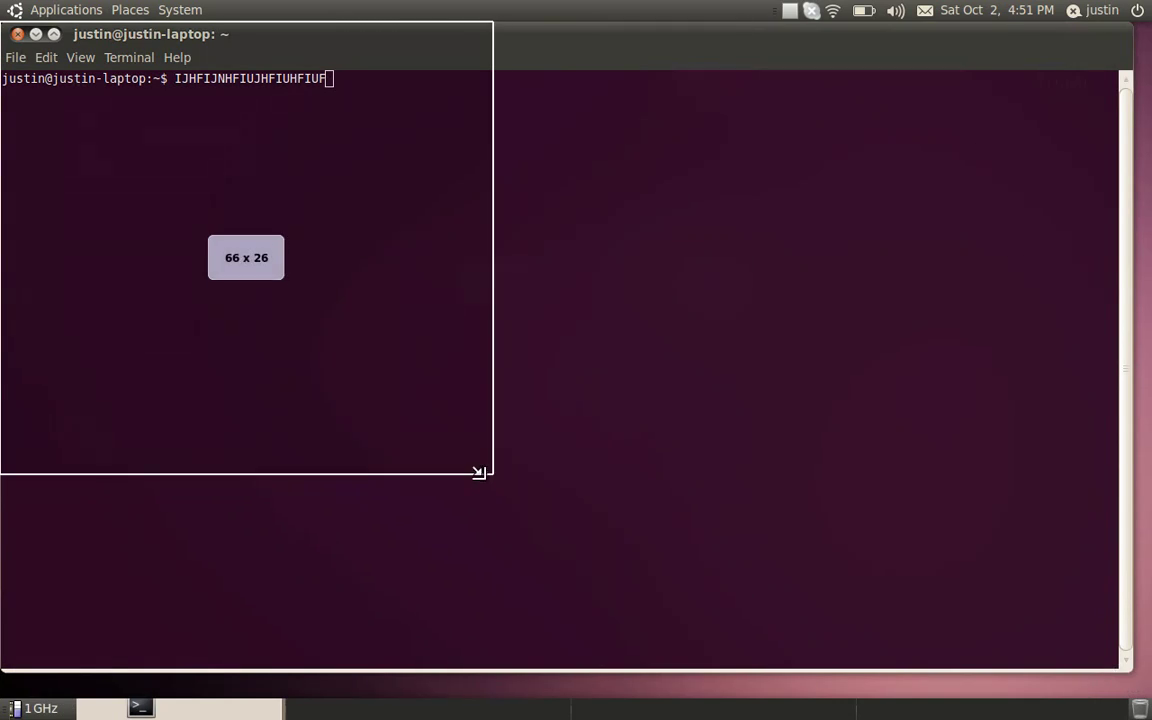 Applications Places System
Sat Oct 2, 4:51 PM justin
justin@justin-laptop: ~
File Edit View Terminal Help
justin@justin-laptop:~$ IJHFIJNHFIUJHFIUHFIUF
66 x 26
>_
1 GHz